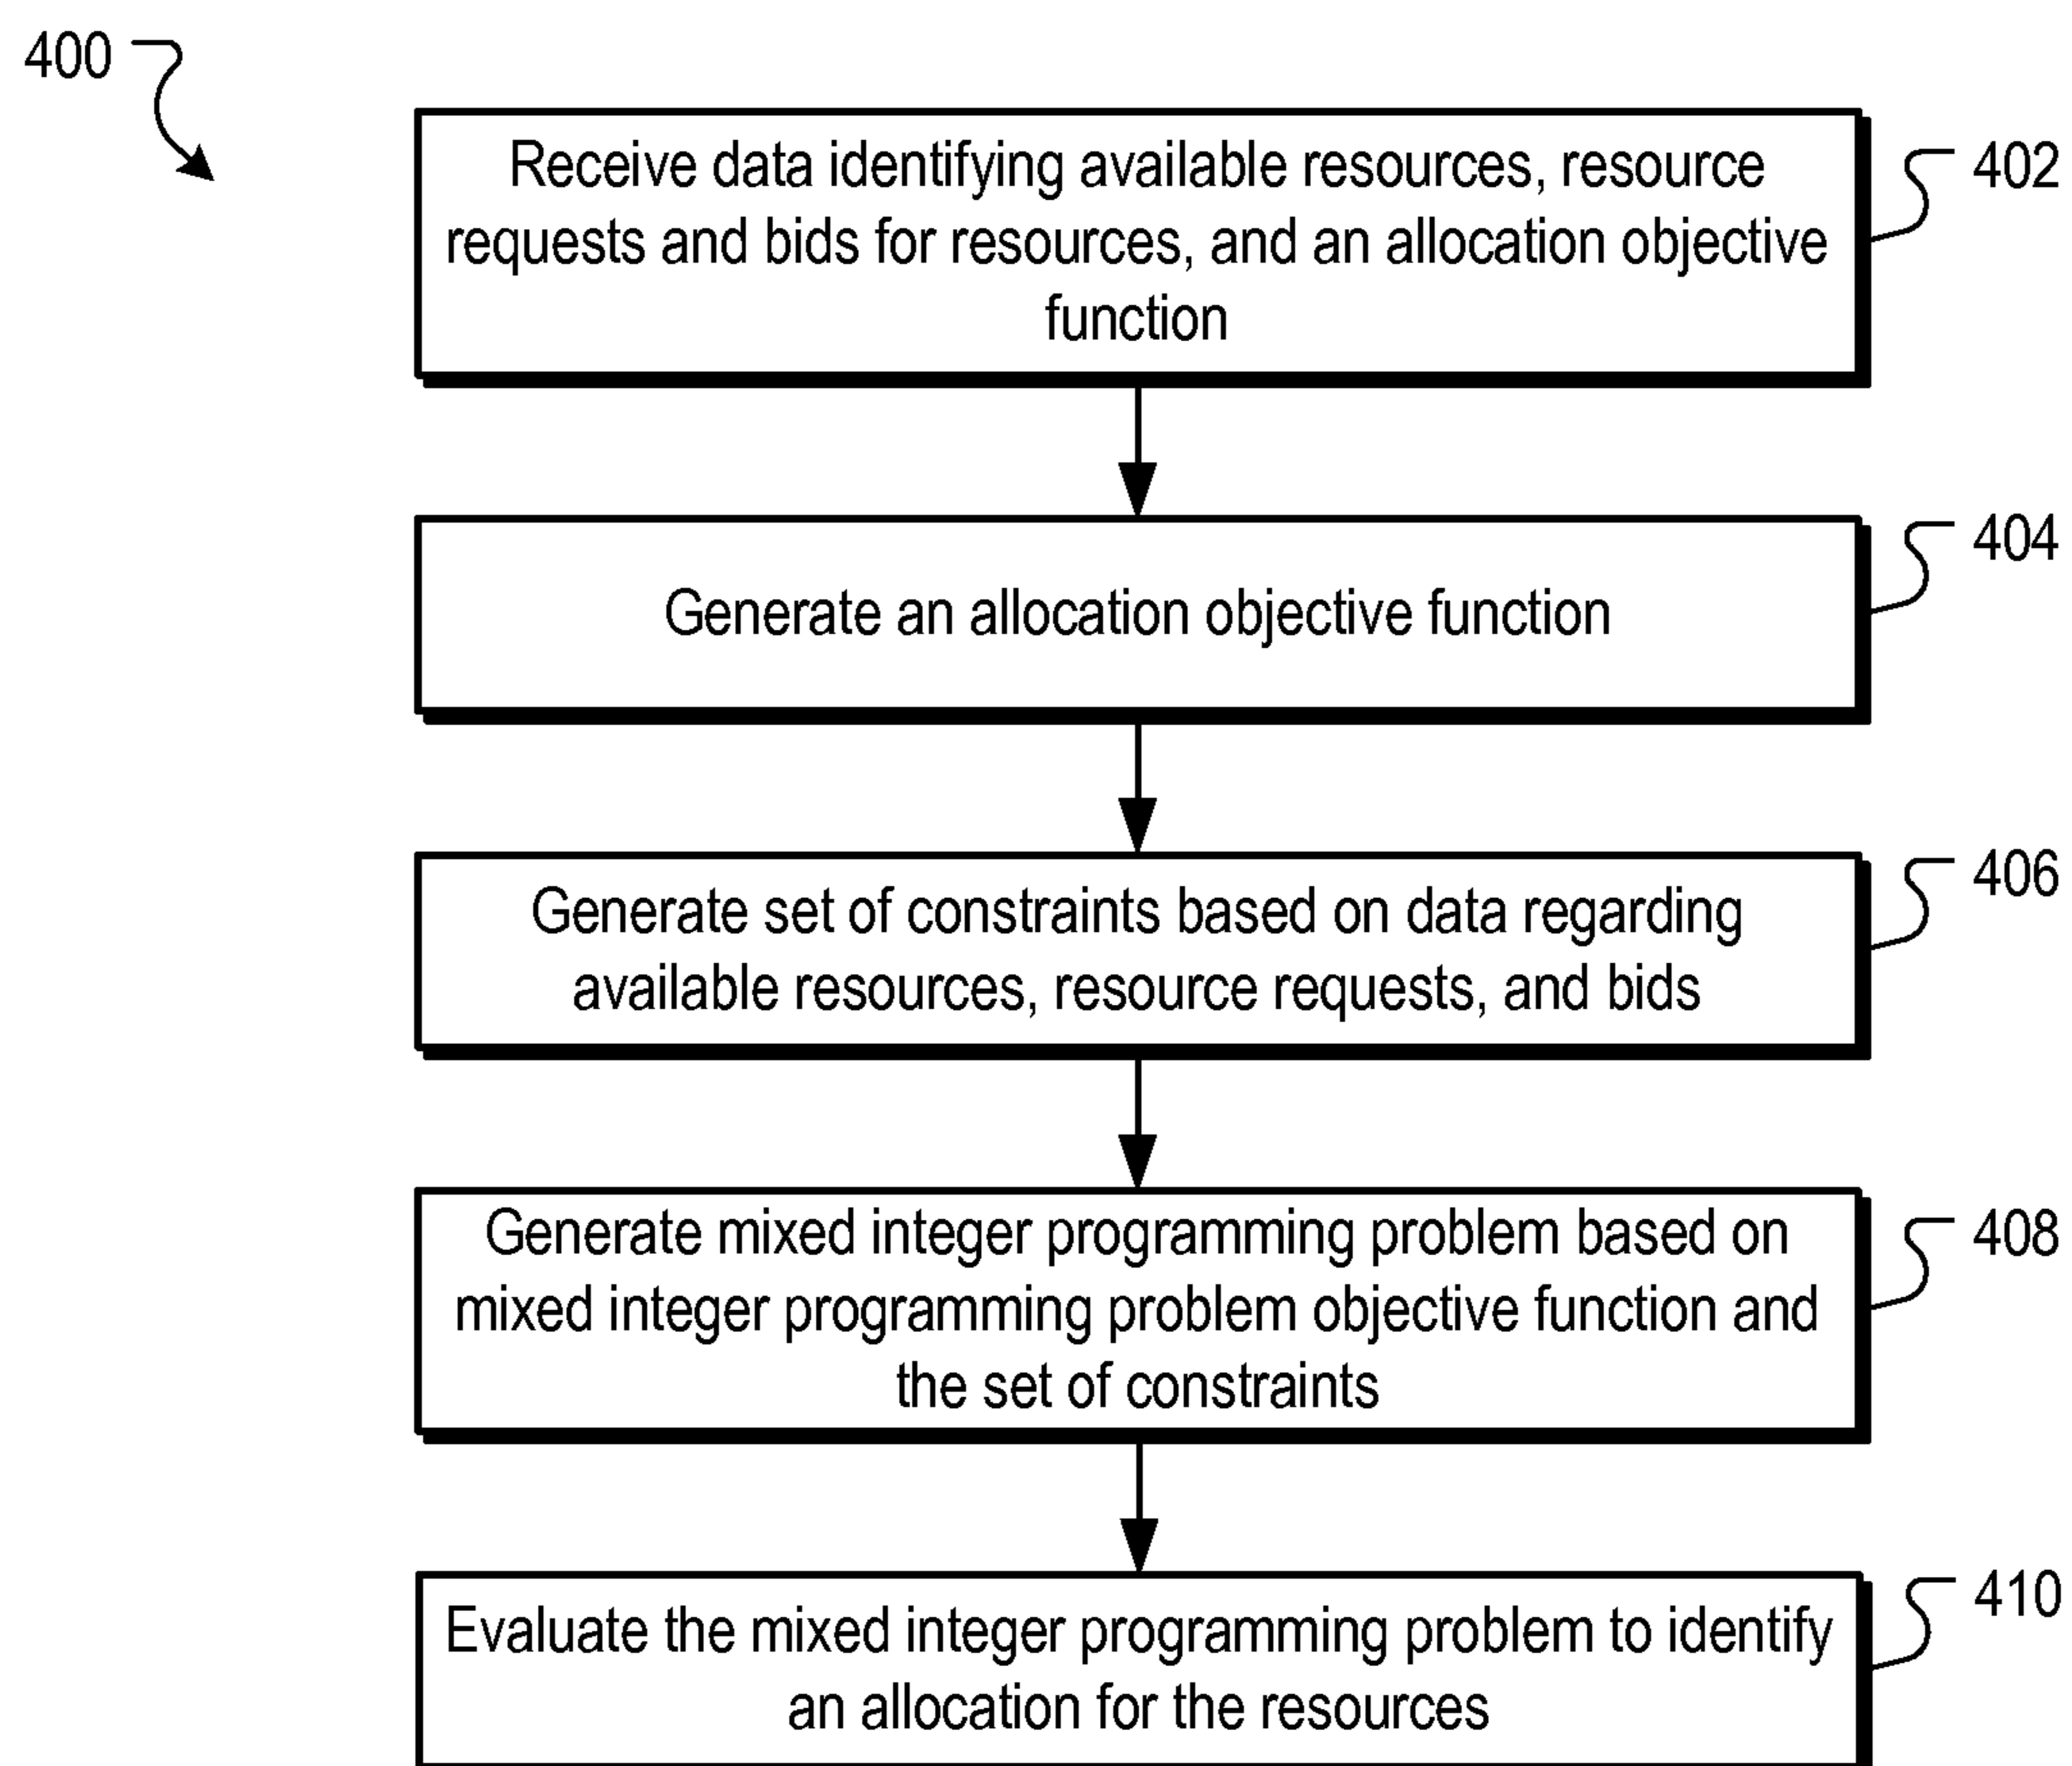 400
Receive data identifying available resources, resource
requests and bids for resources, and an allocation objective
function
402
Generate an allocation objective function
404
Generate set of constraints based on data regarding
available resources, resource requests, and bids
406
Generate mixed integer programming problem based on
mixed integer programming problem objective function and
the set of constraints
408
Evaluate the mixed integer programming problem to identify
an allocation for the resources
410